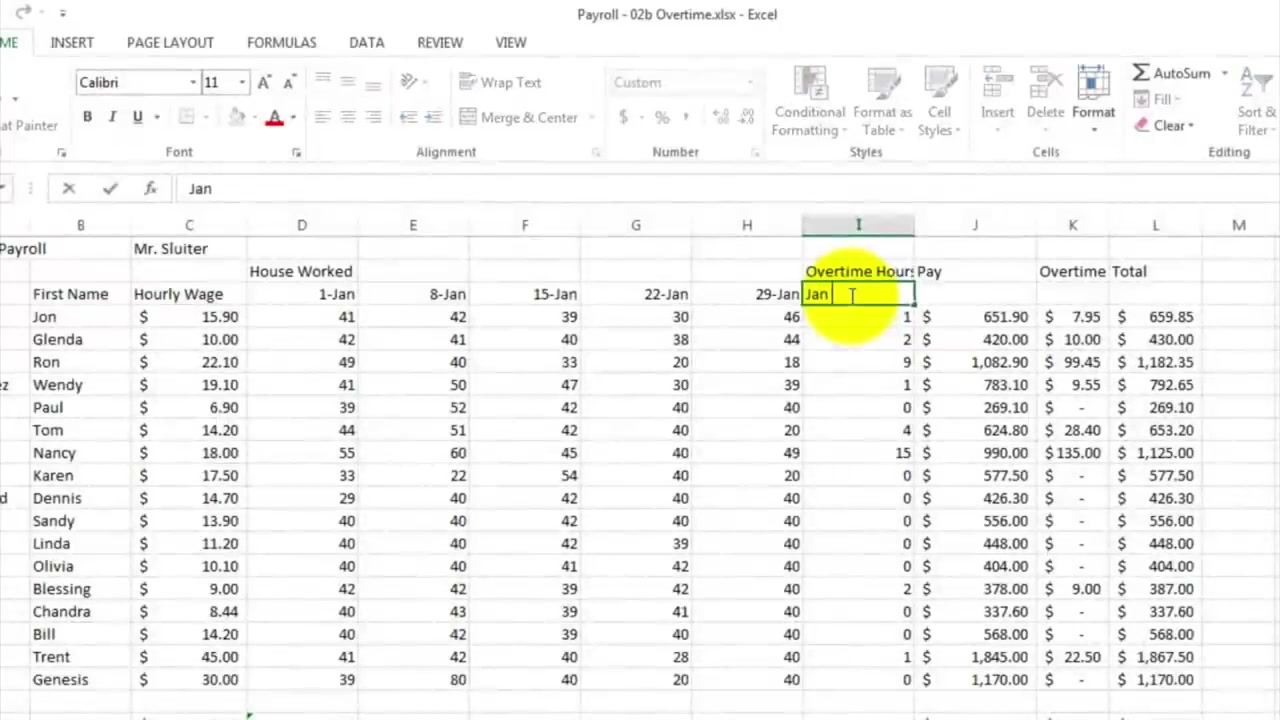 Payroll - 02b Overtime.xlsx - Excel
ME INSERT PAGE LAYOUT FORMULAS DATA REVIEW VIEW
Calibri 11 A A Wrap Text Custom AutoSum
at Painter B I U A Merge & Center $ % , Conditional Formatting Format as Table Cell Styles Insert Delete Format Fill Clear Sort & Filter
Font Alignment Number Styles Cells Editing
fx Jan
B C D E F G H I J K L M
Payroll Mr. Sluiter
House Worked Overtime Hours Pay Overtime Total
First Name Hourly Wage 1-Jan 8-Jan 15-Jan 22-Jan 29-Jan Jan
Jon $ 15.90 41 42 39 30 46 1 $ 651.90 $ 7.95 $ 659.85
Glenda $ 10.00 42 41 40 38 44 2 $ 420.00 $ 10.00 $ 430.00
Ron $ 22.10 49 40 33 20 18 9 $ 1,082.90 $ 99.45 $ 1,182.35
ez Wendy $ 19.10 41 50 47 30 39 1 $ 783.10 $ 9.55 $ 792.65
Paul $ 6.90 39 52 42 40 40 0 $ 269.10 $ - $ 269.10
Tom $ 14.20 44 51 42 40 20 4 $ 624.80 $ 28.40 $ 653.20
Nancy $ 18.00 55 60 45 40 49 15 $ 990.00 $135.00 $ 1,125.00
Karen $ 17.50 33 22 54 40 20 0 $ 577.50 $ - $ 577.50
d Dennis $ 14.70 29 40 42 40 40 0 $ 426.30 $ - $ 426.30
Sandy $ 13.90 40 40 42 40 40 0 $ 556.00 $ - $ 556.00
Linda $ 11.20 40 40 42 39 40 0 $ 448.00 $ - $ 448.00
Olivia $ 10.10 40 40 41 42 40 0 $ 404.00 $ - $ 404.00
Blessing $ 9.00 42 42 39 42 40 2 $ 378.00 $ 9.00 $ 387.00
Chandra $ 8.44 40 43 39 41 40 0 $ 337.60 $ - $ 337.60
Bill $ 14.20 40 42 39 40 40 0 $ 568.00 $ - $ 568.00
Trent $ 45.00 41 42 40 28 40 1 $ 1,845.00 $ 22.50 $ 1,867.50
Genesis $ 30.00 39 80 40 20 40 0 $ 1,170.00 $ - $ 1,170.00